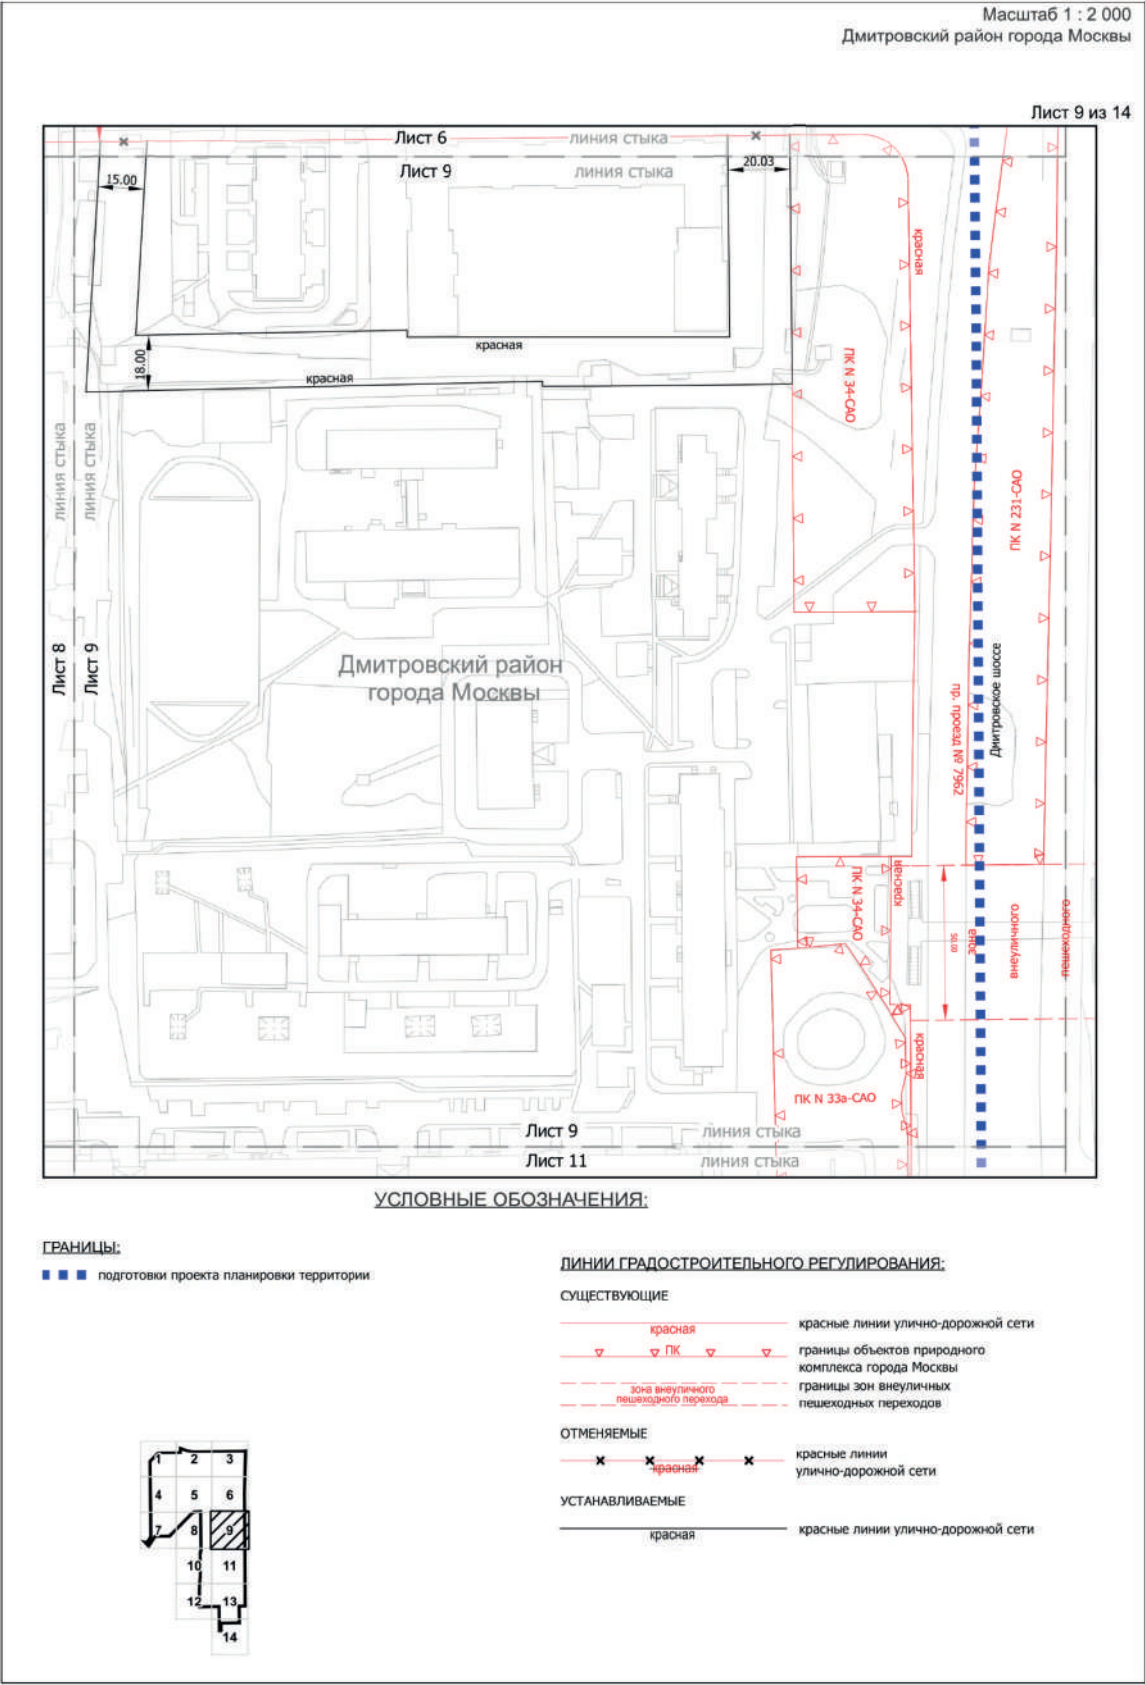 Масштаб 1 : 2 000
Дмитровский район города Москвы
Лист 9 из 14
Лист 6
линия стыка
Лист 9
линия стыка
15.00
20.03
красная
18.00
красная
красная
ПК N 34-САО
линия стыка
линия стыка
ПК N 231-САО
Лист 8
Лист 9
Дмитровский район
города Москвы
Дмитровское шоссе
пр. проезд № 7962
ПК N 34-САО
красная
50.00
зона
внеуличного
пешеходного
красная
ПК N 33а-САО
Лист 9
линия стыка
Лист 11
линия стыка
УСЛОВНЫЕ ОБОЗНАЧЕНИЯ:
ГРАНИЦЫ:
подготовки проекта планировки территории
ЛИНИИ ГРАДОСТРОИТЕЛЬНОГО РЕГУЛИРОВАНИЯ:
СУЩЕСТВУЮЩИЕ
красная
красные линии улично-дорожной сети
ПК
границы объектов природного
комплекса города Москвы
зона внеуличного
пешеходного перехода
границы зон внеуличных
пешеходных переходов
ОТМЕНЯЕМЫЕ
красная
красные линии
улично-дорожной сети
УСТАНАВЛИВАЕМЫЕ
красная
красные линии улично-дорожной сети
1 2 3
4 5 6
7 8 9
10 11
12 13
14